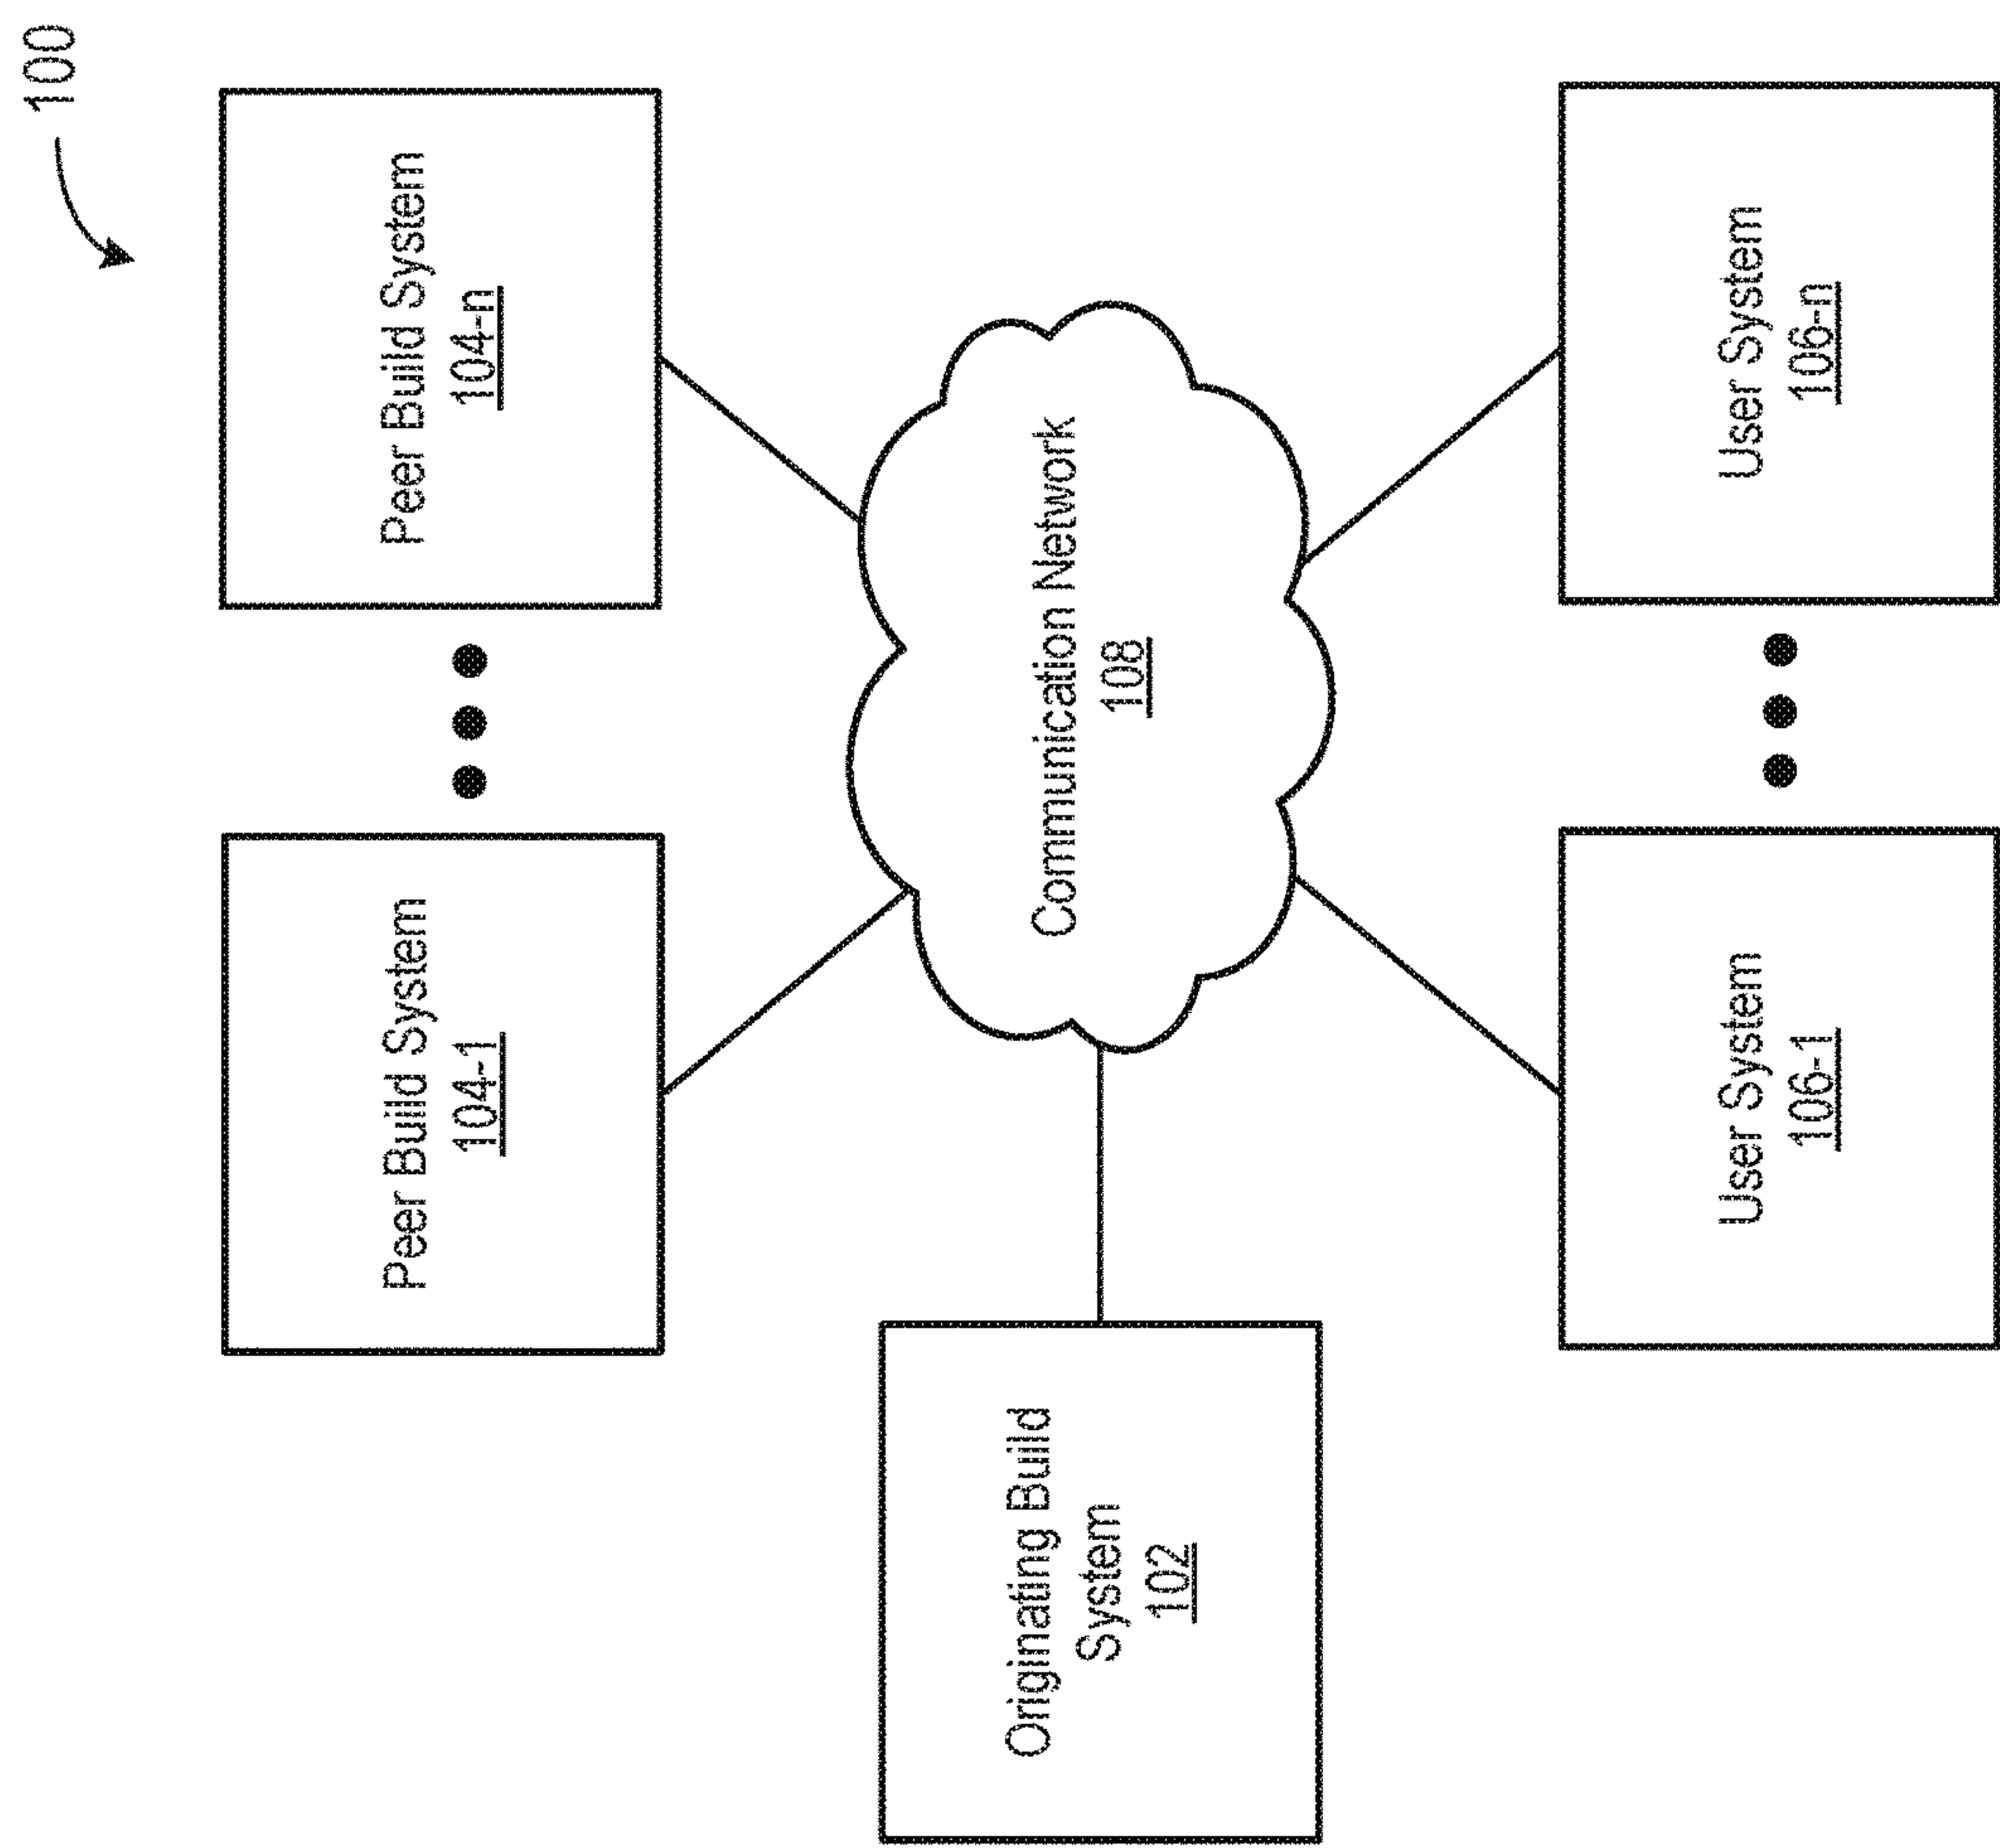 100
Peer Build System
104-1
Peer Build System
104-n
Originating Build
System
102
Communication Network
108
User System
106-1
User System
106-n